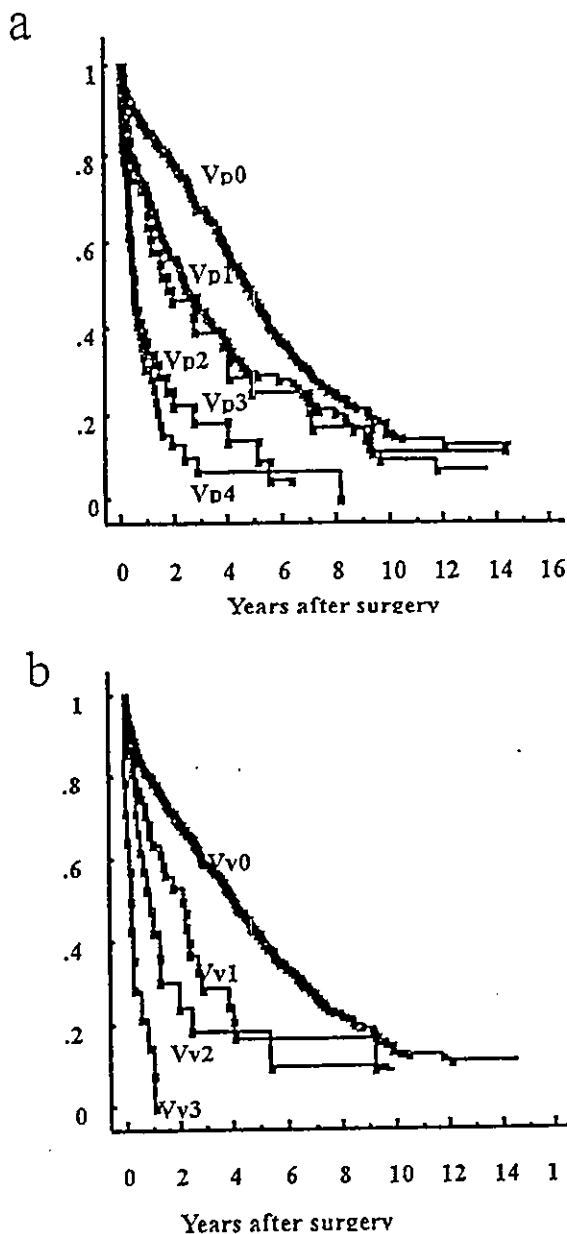 a
1
Vp0
.8
.6
Vp1
.4
Vp2
Vp3
.2
Vp4
0
0 2 4 6 8 10 12 14 16
Years after surgery
b
1
.8
Vv0
.6
.4
Vv1
.2
Vv2
0
Vv3
0 2 4 6 8 10 12 14 1
Years after surgery